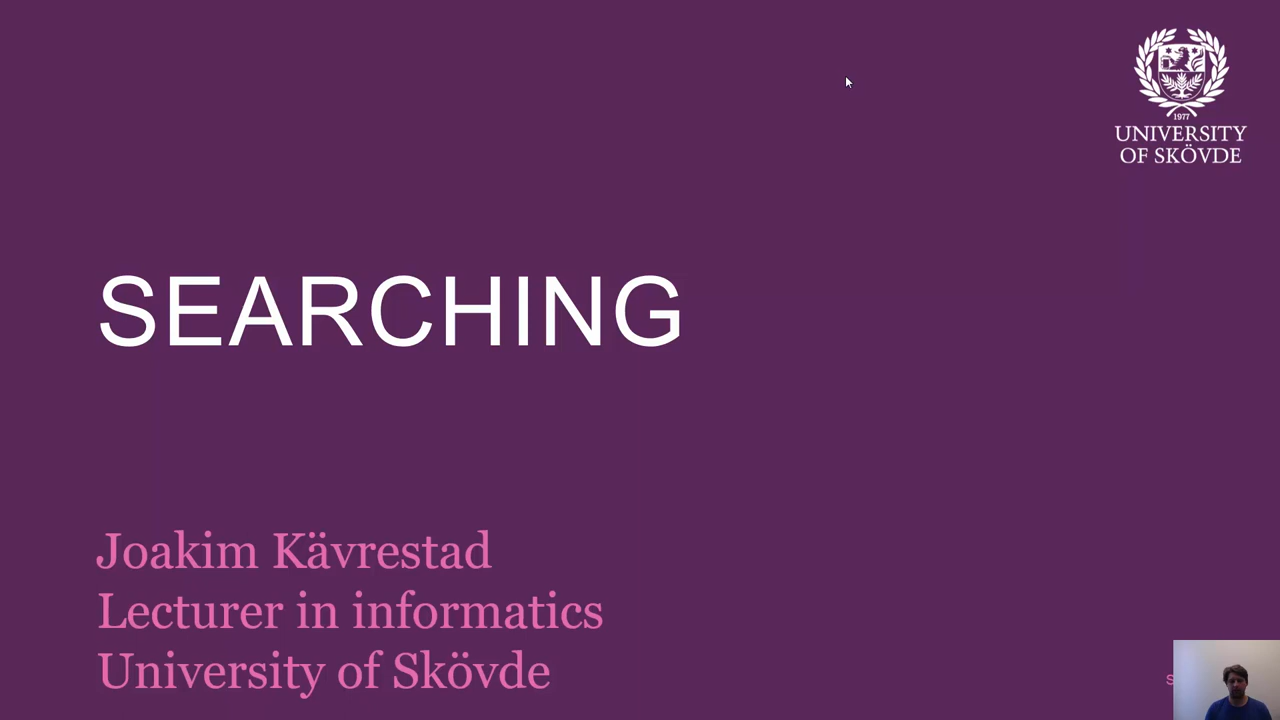 1977
UNIVERSITY
OF SKÖVDE
SEARCHING
Joakim Kävrestad
Lecturer in informatics
University of Skövde